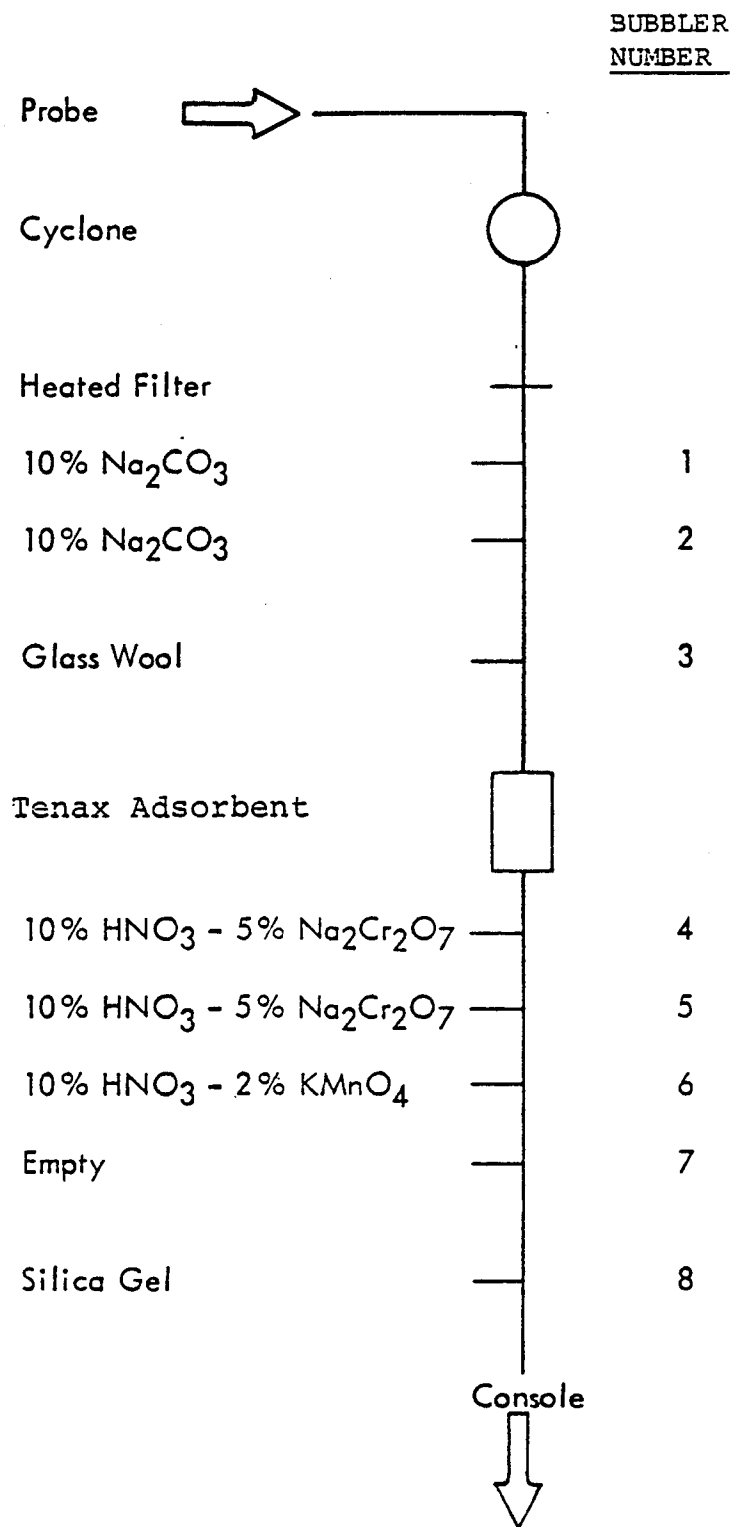 BUBBLER
NUMBER
Probe
Cyclone
Heated Filter
10% Na₂CO₃ 1
10% Na₂CO₃ 2
Glass Wool 3
Tenax Adsorbent
10% HNO₃ - 5% Na₂Cr₂O₇ 4
10% HNO₃ - 5% Na₂Cr₂O₇ 5
10% HNO₃ - 2% KMnO₄ 6
Empty 7
Silica Gel 8
Console